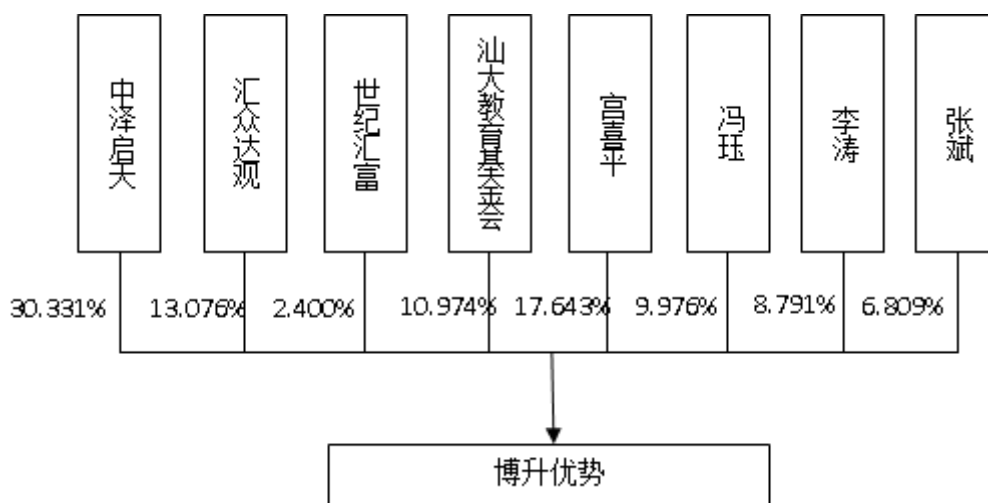 中泽启天
汇众达观
世纪汇富
汕大教育基金会
宫喜平
冯珏
李涛
张斌
30.331%
13.076%
2.400%
10.974%
17.643%
9.976%
8.791%
6.809%
博升优势